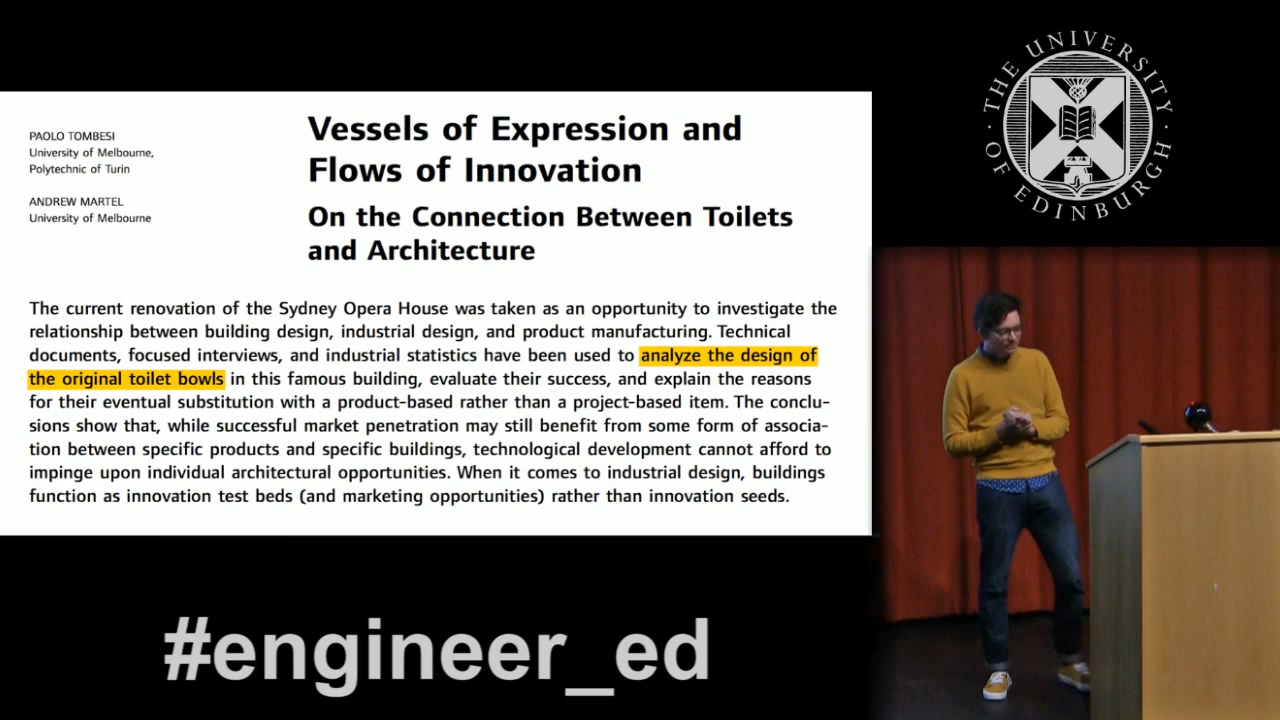 PAOLO TOMBESI
University of Melbourne,
Polytechnic of Turin
ANDREW MARTEL
University of Melbourne
Vessels of Expression and
Flows of Innovation
On the Connection Between Toilets
and Architecture
The current renovation of the Sydney Opera House was taken as an opportunity to investigate the
relationship between building design, industrial design, and product manufacturing. Technical
documents, focused interviews, and industrial statistics have been used to analyze the design of
the original toilet bowls in this famous building, evaluate their success, and explain the reasons
for their eventual substitution with a product-based rather than a project-based item. The conclu-
sions show that, while successful market penetration may still benefit from some form of associa-
tion between specific products and specific buildings, technological development cannot afford to
impinge upon individual architectural opportunities. When it comes to industrial design, buildings
function as innovation test beds (and marketing opportunities) rather than innovation seeds.
THE UNIVERSITY
· OF EDINBURGH ·
#engineer_ed